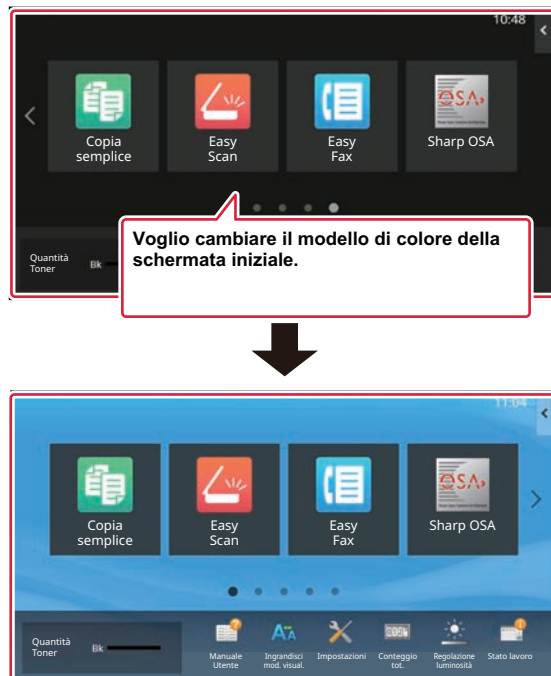 10:48
Copia
semplice
Easy
Scan
Easy
Fax
Sharp OSA
Voglio cambiare il modello di colore della
schermata iniziale.
Quantità
Toner
Bk
11:04
Copia
semplice
Easy
Scan
Easy
Fax
Sharp OSA
Quantità
Toner
Bk
Manuale
Utente
Ingrandisci
mod. visual.
Impostazioni
Conteggio
tot.
Regolazione
luminosità
Stato lavoro